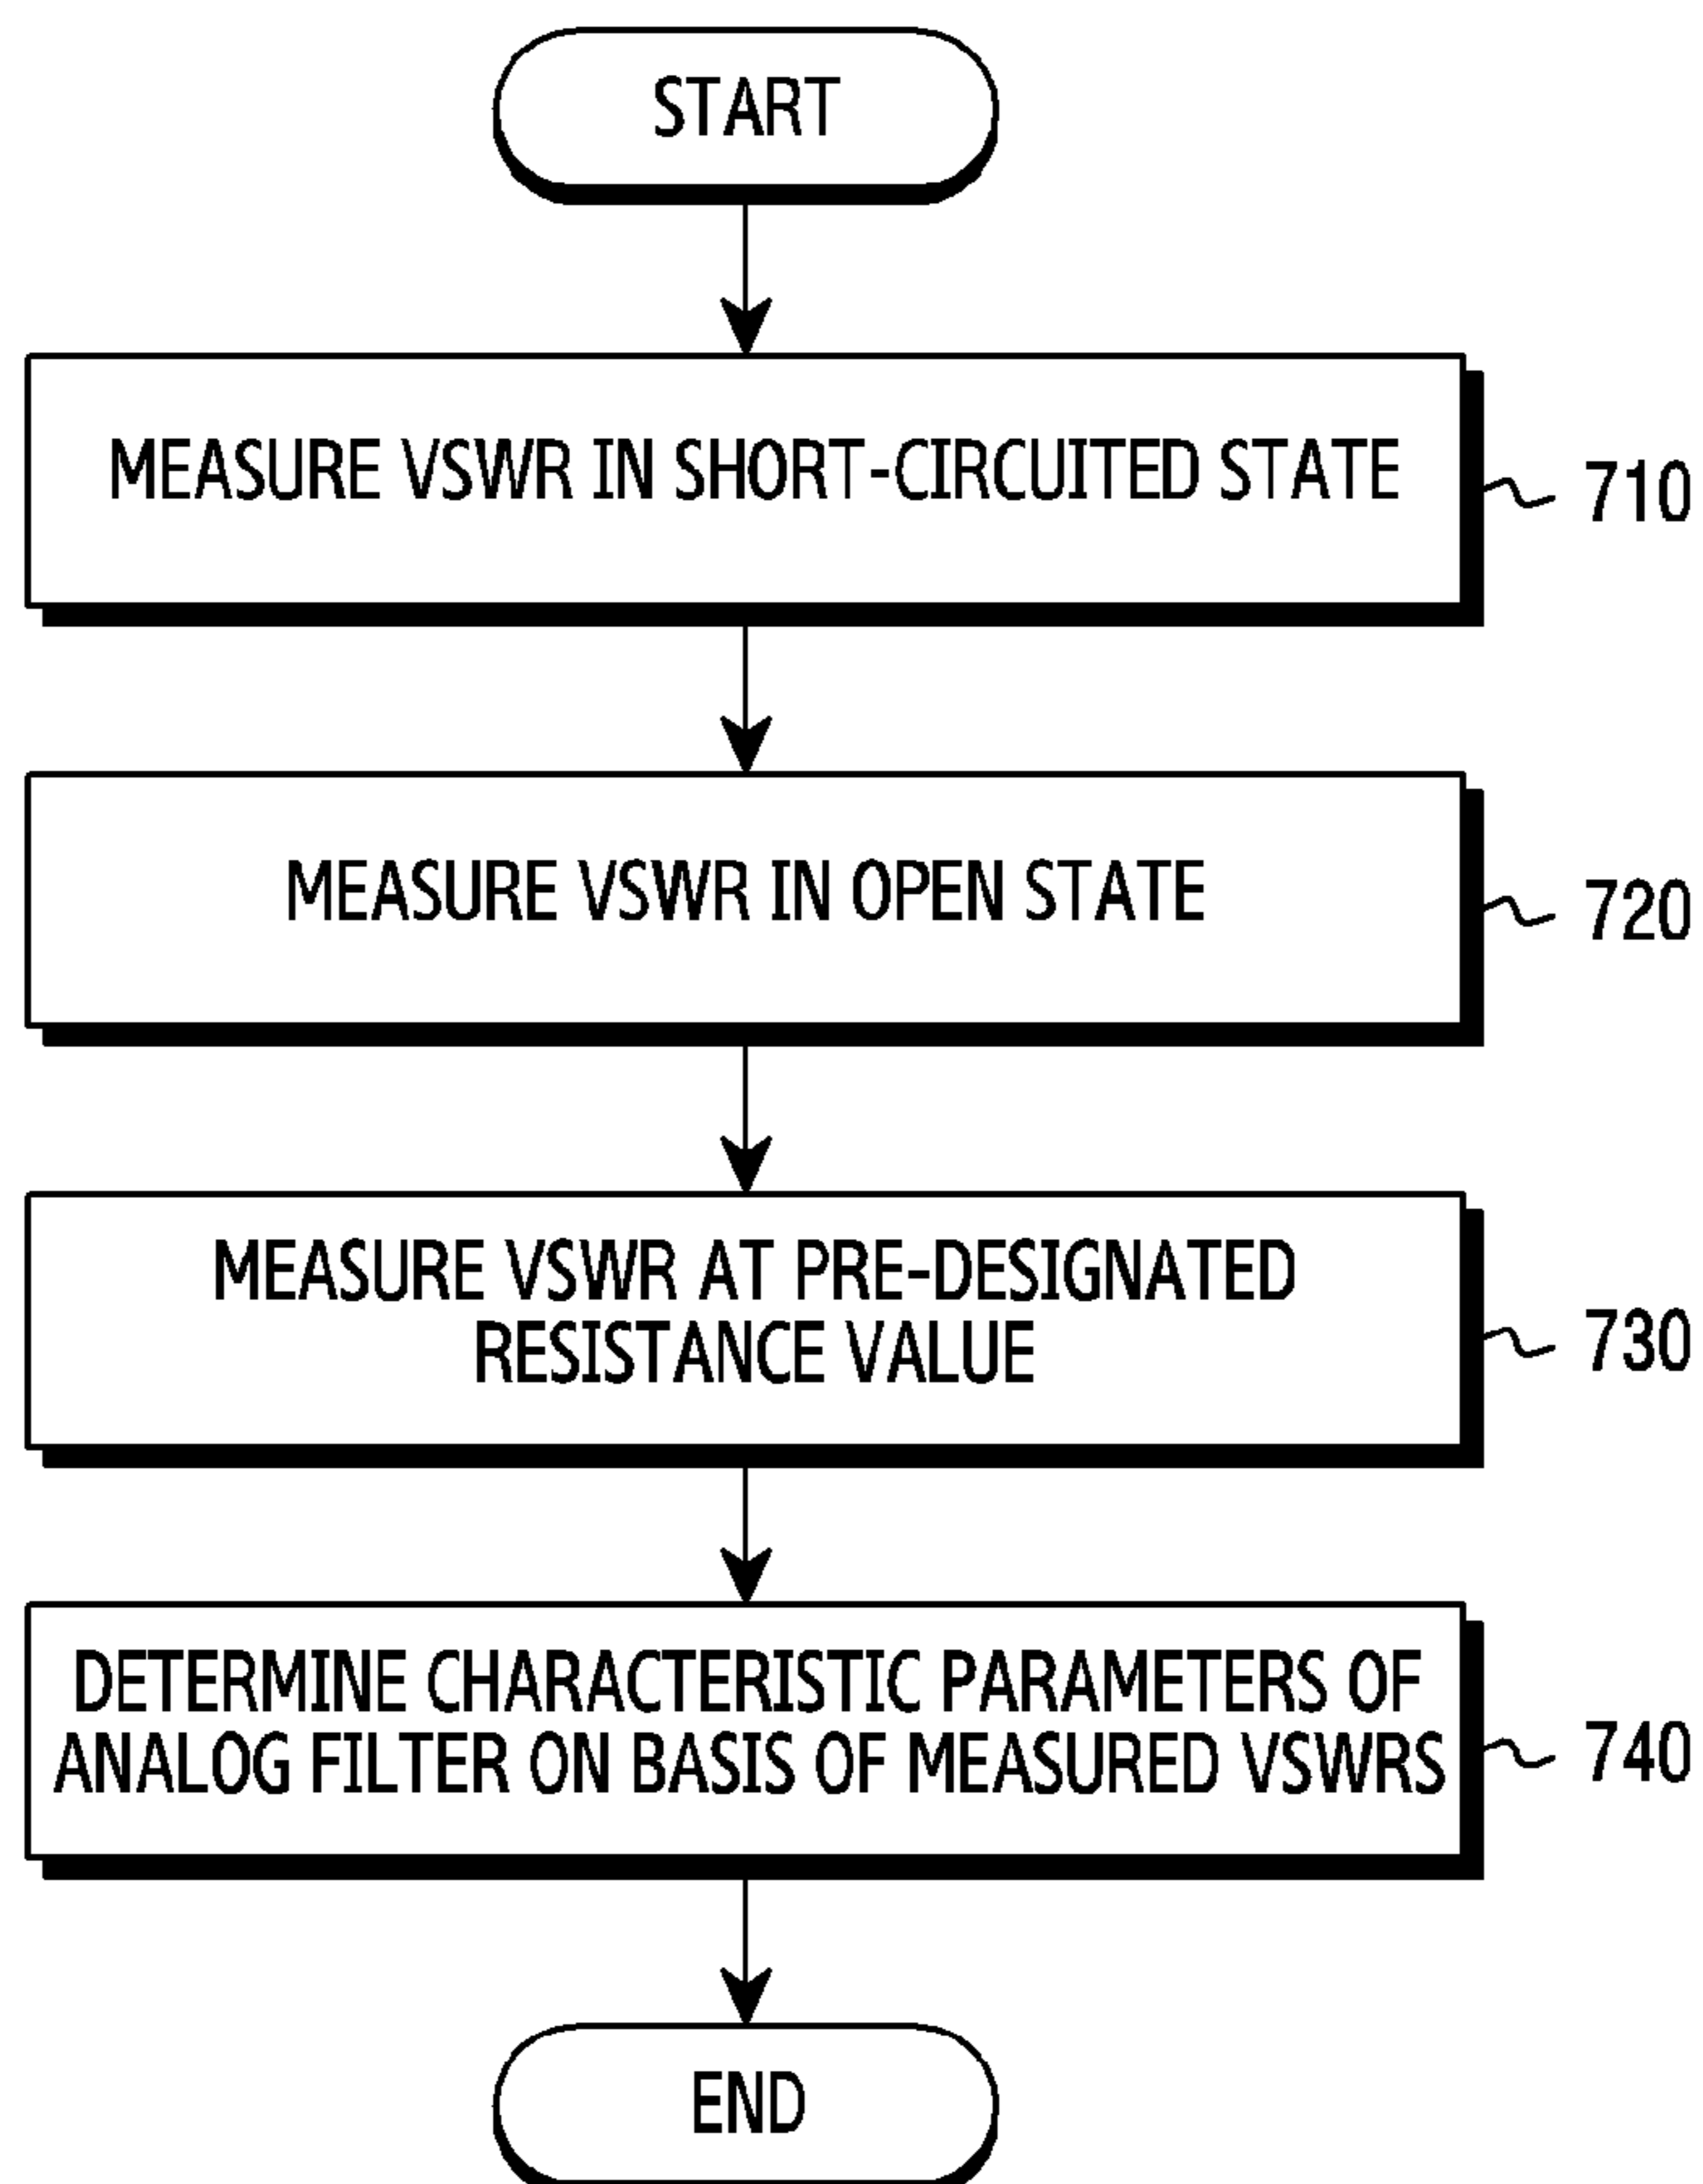 START
MEASURE VSWR IN SHORT-CIRCUITED STATE
710
MEASURE VSWR IN OPEN STATE
720
MEASURE VSWR AT PRE-DESIGNATED
RESISTANCE VALUE
730
DETERMINE CHARACTERISTIC PARAMETERS OF
ANALOG FILTER ON BASIS OF MEASURED VSWRS
740
END